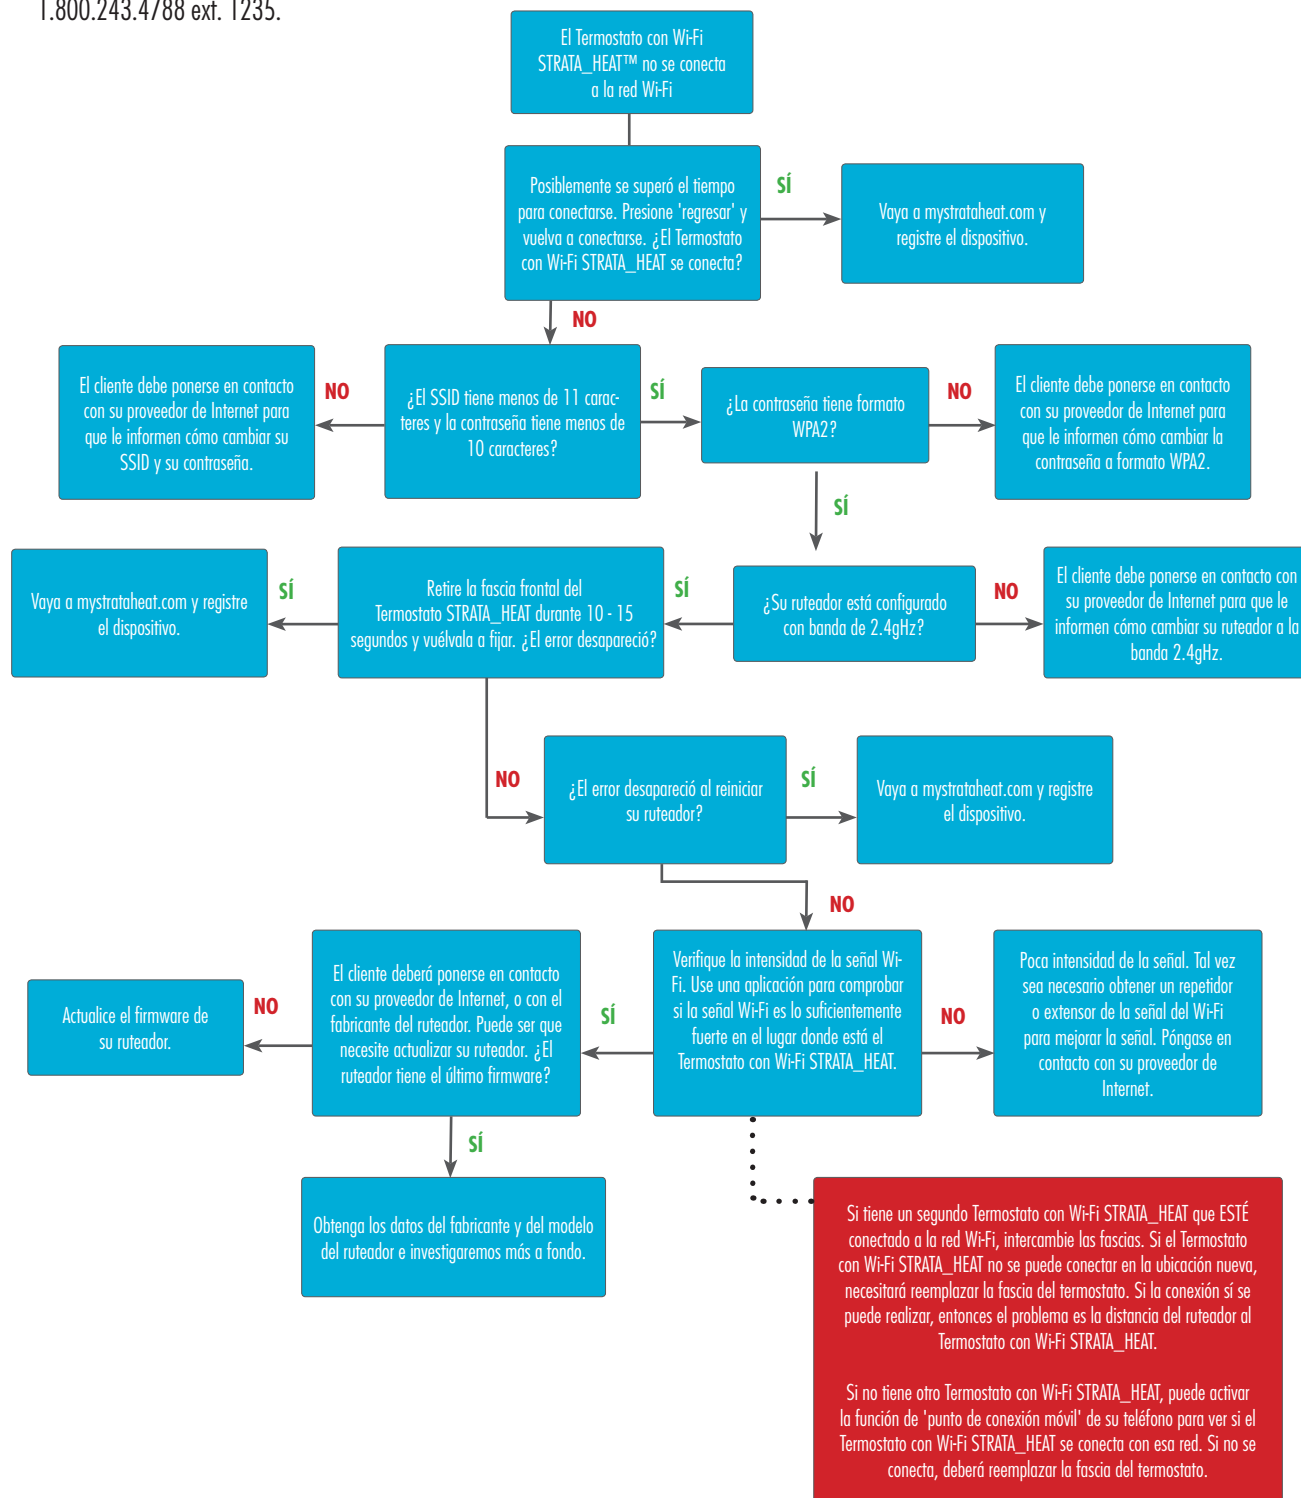 1.800.243.4788 ext. 1235.
El Termostato con Wi-Fi
STRATA_HEAT™ no se conecta
a la red Wi-Fi
Posiblemente se superó el tiempo
para conectarse. Presione 'regresar' y
vuelva a conectarse. ¿El Termostato
con Wi-Fi STRATA_HEAT se conecta?
SÍ
Vaya a mystrataheat.com y
registre el dispositivo.
NO
El cliente debe ponerse en contacto
con su proveedor de Internet para
que le informen cómo cambiar su
SSID y su contraseña.
NO
¿El SSID tiene menos de 11 carac-
teres y la contraseña tiene menos de
10 caracteres?
SÍ
¿La contraseña tiene formato
WPA2?
NO
El cliente debe ponerse en contacto
con su proveedor de Internet para
que le informen cómo cambiar la
contraseña a formato WPA2.
SÍ
Vaya a mystrataheat.com y registre
el dispositivo.
SÍ
Retire la fascia frontal del
Termostato STRATA_HEAT durante 10 - 15
segundos y vuélvala a fijar. ¿El error desapareció?
SÍ
¿Su ruteador está configurado
con banda de 2.4gHz?
NO
El cliente debe ponerse en contacto con
su proveedor de Internet para que le
informen cómo cambiar su ruteador a la
banda 2.4gHz.
NO
¿El error desapareció al reiniciar
su ruteador?
SÍ
Vaya a mystrataheat.com y registre
el dispositivo.
NO
Actualice el firmware de
su ruteador.
NO
El cliente deberá ponerse en contacto
con su proveedor de Internet, o con el
fabricante del ruteador. Puede ser que
necesite actualizar su ruteador. ¿El
ruteador tiene el último firmware?
SÍ
Verifique la intensidad de la señal Wi-
Fi. Use una aplicación para comprobar
si la señal Wi-Fi es lo suficientemente
fuerte en el lugar donde está el
Termostato con Wi-Fi STRATA_HEAT.
NO
Poca intensidad de la señal. Tal vez
sea necesario obtener un repetidor
o extensor de la señal del Wi-Fi
para mejorar la señal. Póngase en
contacto con su proveedor de
Internet.
SÍ
Obtenga los datos del fabricante y del modelo
del ruteador e investigaremos más a fondo.
Si tiene un segundo Termostato con Wi-Fi STRATA_HEAT que ESTÉ
conectado a la red Wi-Fi, intercambie las fascias. Si el Termostato
con Wi-Fi STRATA_HEAT no se puede conectar en la ubicación nueva,
necesitará reemplazar la fascia del termostato. Si la conexión sí se
puede realizar, entonces el problema es la distancia del ruteador al
Termostato con Wi-Fi STRATA_HEAT.
Si no tiene otro Termostato con Wi-Fi STRATA_HEAT, puede activar
la función de 'punto de conexión móvil' de su teléfono para ver si el
Termostato con Wi-Fi STRATA_HEAT se conecta con esa red. Si no se
conecta, deberá reemplazar la fascia del termostato.